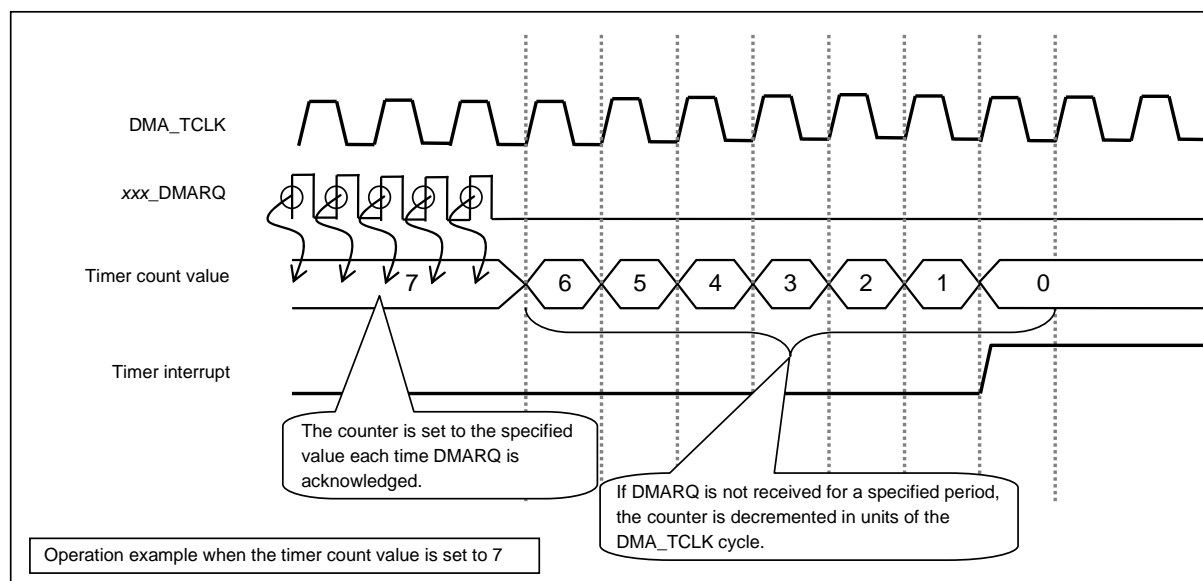 DMA_TCLK
xxx_DMARQ
Timer count value
7
6
5
4
3
2
1
0
Timer interrupt
The counter is set to the specified
value each time DMARQ is
acknowledged.
If DMARQ is not received for a specified period,
the counter is decremented in units of the
DMA_TCLK cycle.
Operation example when the timer count value is set to 7